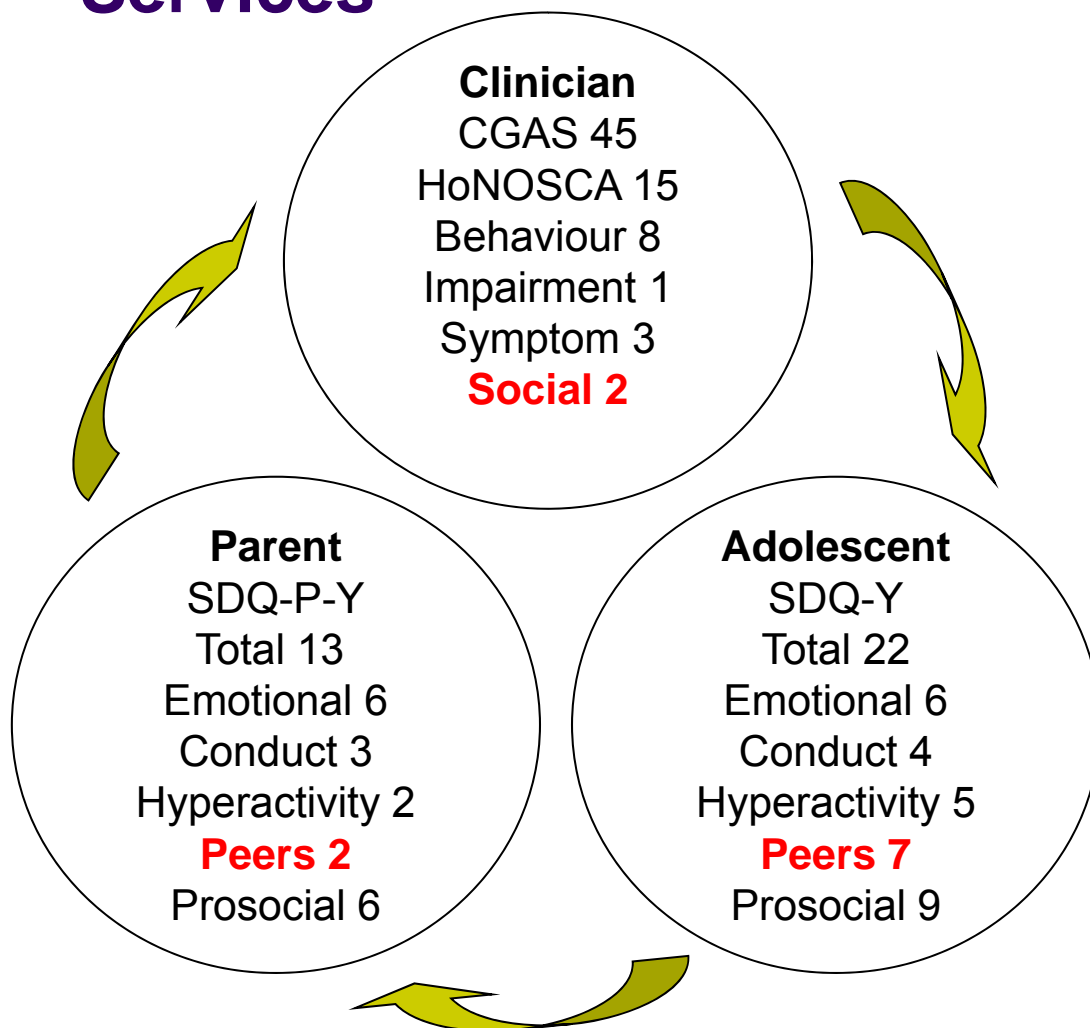 Services
Clinician
CGAS 45
HoNOSCA 15
Behaviour 8
Impairment 1
Symptom 3
Social 2
Parent
SDQ-P-Y
Total 13
Emotional 6
Conduct 3
Hyperactivity 2
Peers 2
Prosocial 6
Adolescent
SDQ-Y
Total 22
Emotional 6
Conduct 4
Hyperactivity 5
Peers 7
Prosocial 9